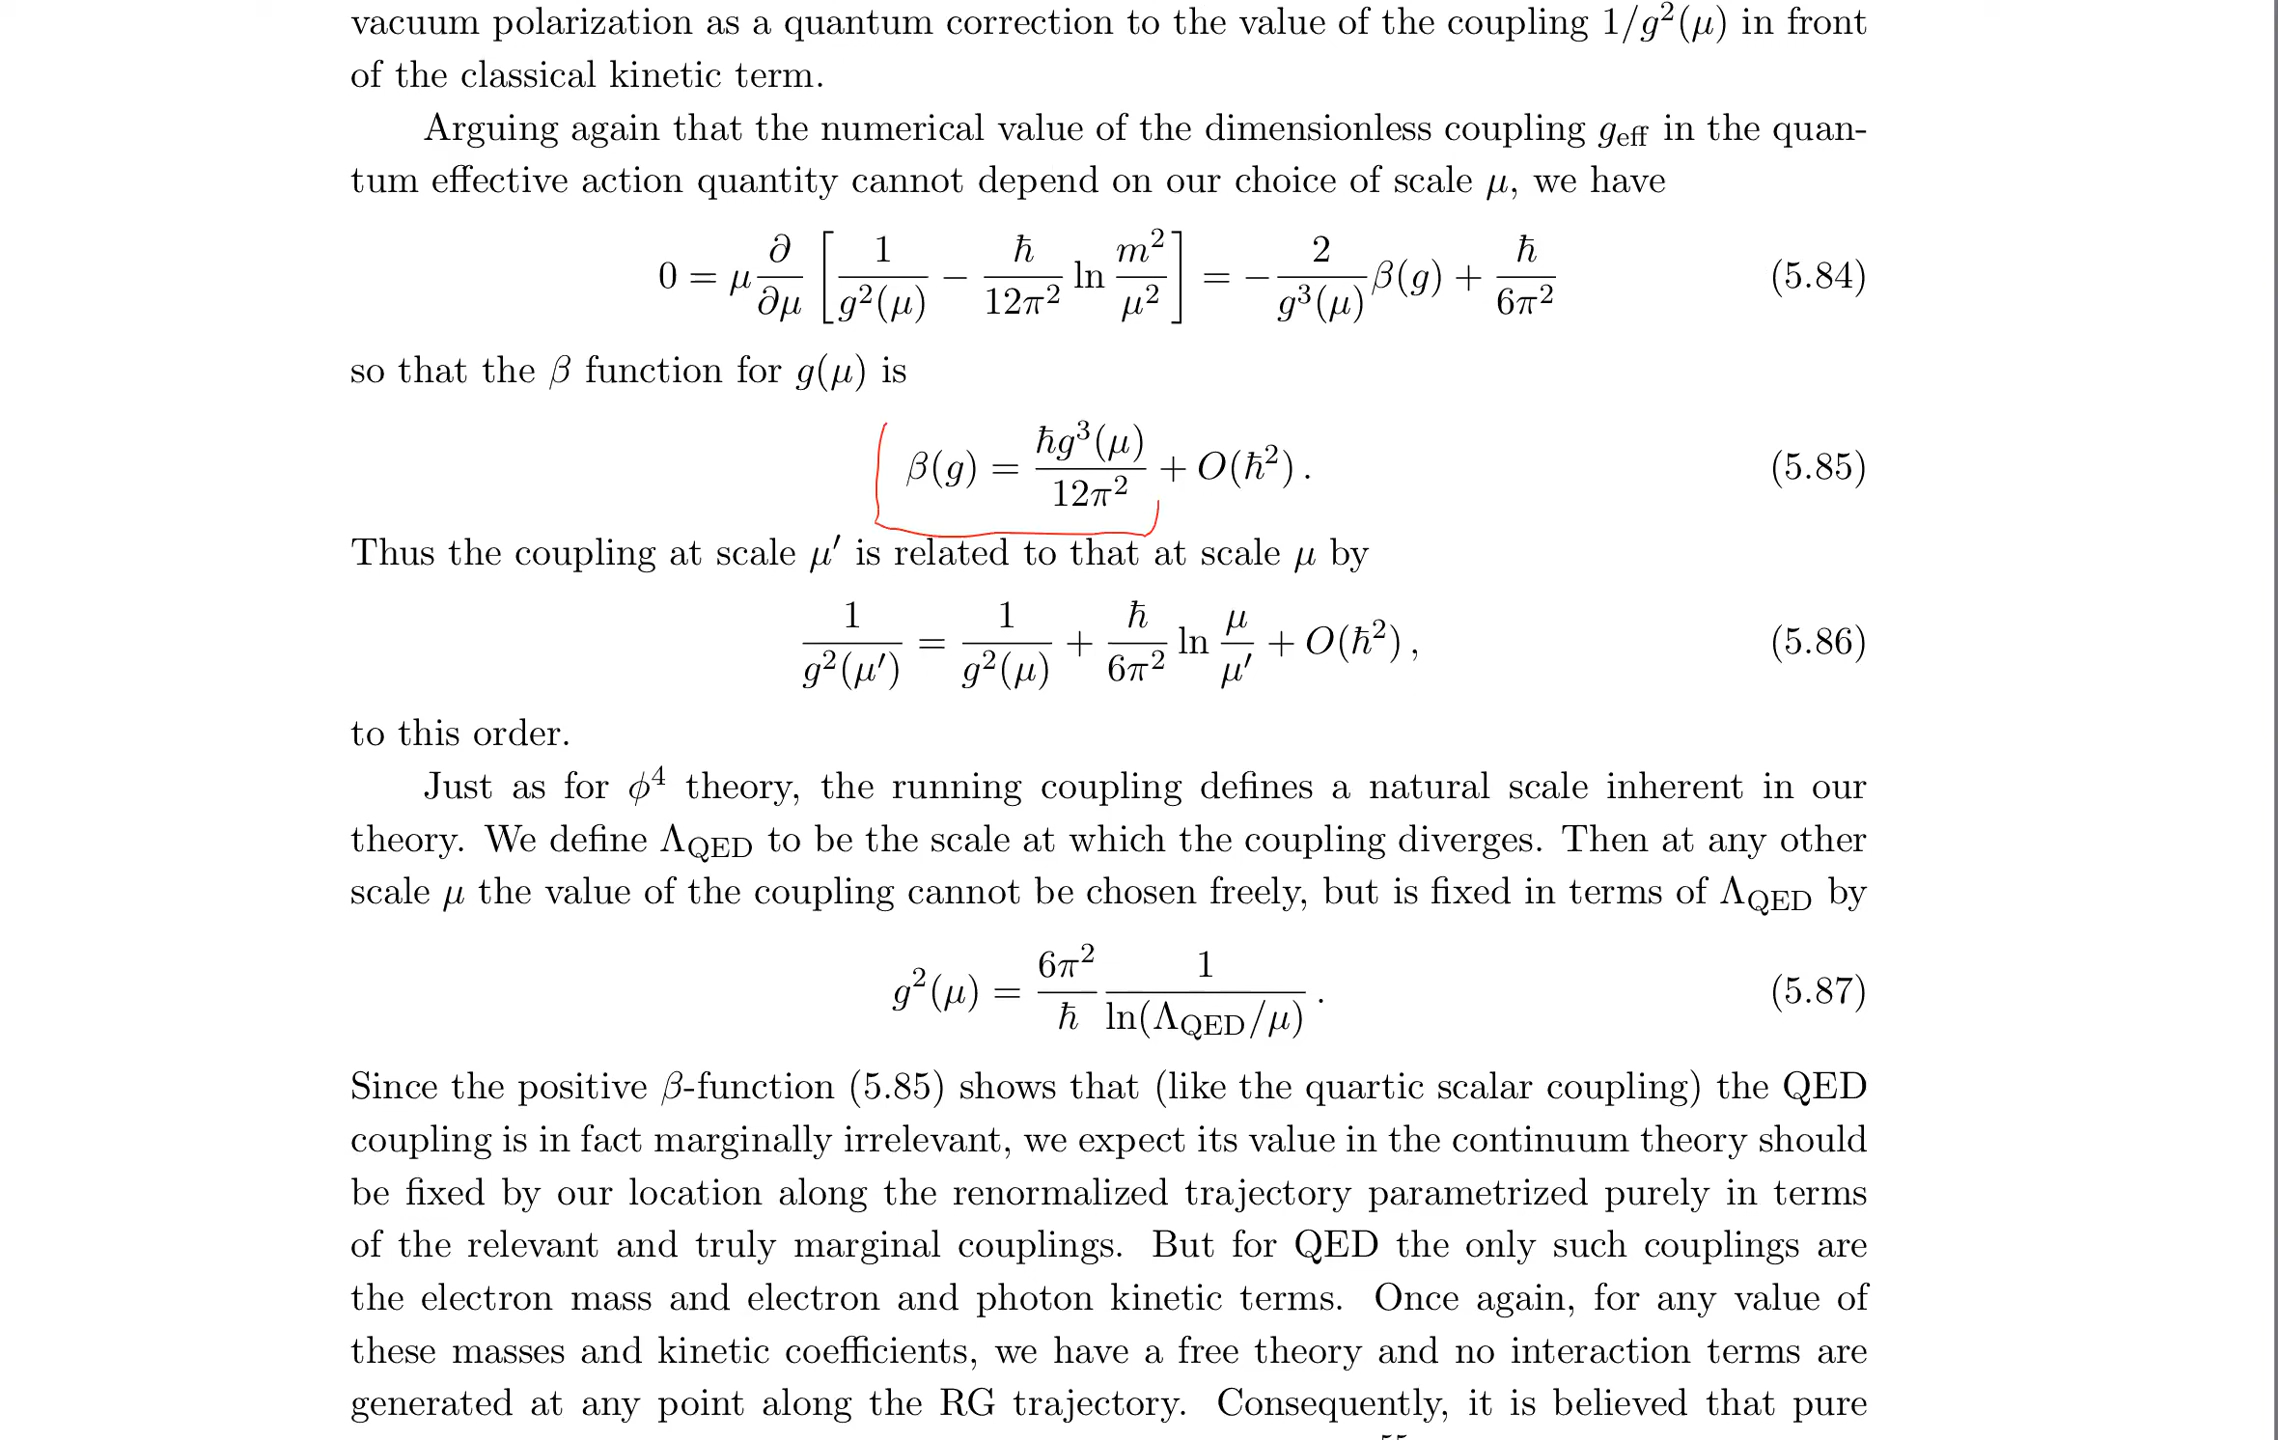 vacuum polarization as a quantum correction to the value of the coupling 1/g²(μ) in front
of the classical kinetic term.
Arguing again that the numerical value of the dimensionless coupling g_eff in the quan-
tum effective action quantity cannot depend on our choice of scale μ, we have
0 = μ ∂/∂μ [ 1/g²(μ) − ħ/12π² ln m²/μ² ] = − 2/g³(μ) β(g) + ħ/6π² (5.84)
so that the β function for g(μ) is
β(g) = ħg³(μ)/12π² + O(ħ²) . (5.85)
Thus the coupling at scale μ′ is related to that at scale μ by
1/g²(μ′) = 1/g²(μ) + ħ/6π² ln μ/μ′ + O(ħ²) , (5.86)
to this order.
Just as for ϕ⁴ theory, the running coupling defines a natural scale inherent in our
theory. We define Λ_QED to be the scale at which the coupling diverges. Then at any other
scale μ the value of the coupling cannot be chosen freely, but is fixed in terms of Λ_QED by
g²(μ) = 6π²/ħ 1/ln(Λ_QED/μ) . (5.87)
Since the positive β-function (5.85) shows that (like the quartic scalar coupling) the QED
coupling is in fact marginally irrelevant, we expect its value in the continuum theory should
be fixed by our location along the renormalized trajectory parametrized purely in terms
of the relevant and truly marginal couplings. But for QED the only such couplings are
the electron mass and electron and photon kinetic terms. Once again, for any value of
these masses and kinetic coefficients, we have a free theory and no interaction terms are
generated at any point along the RG trajectory. Consequently, it is believed that pure